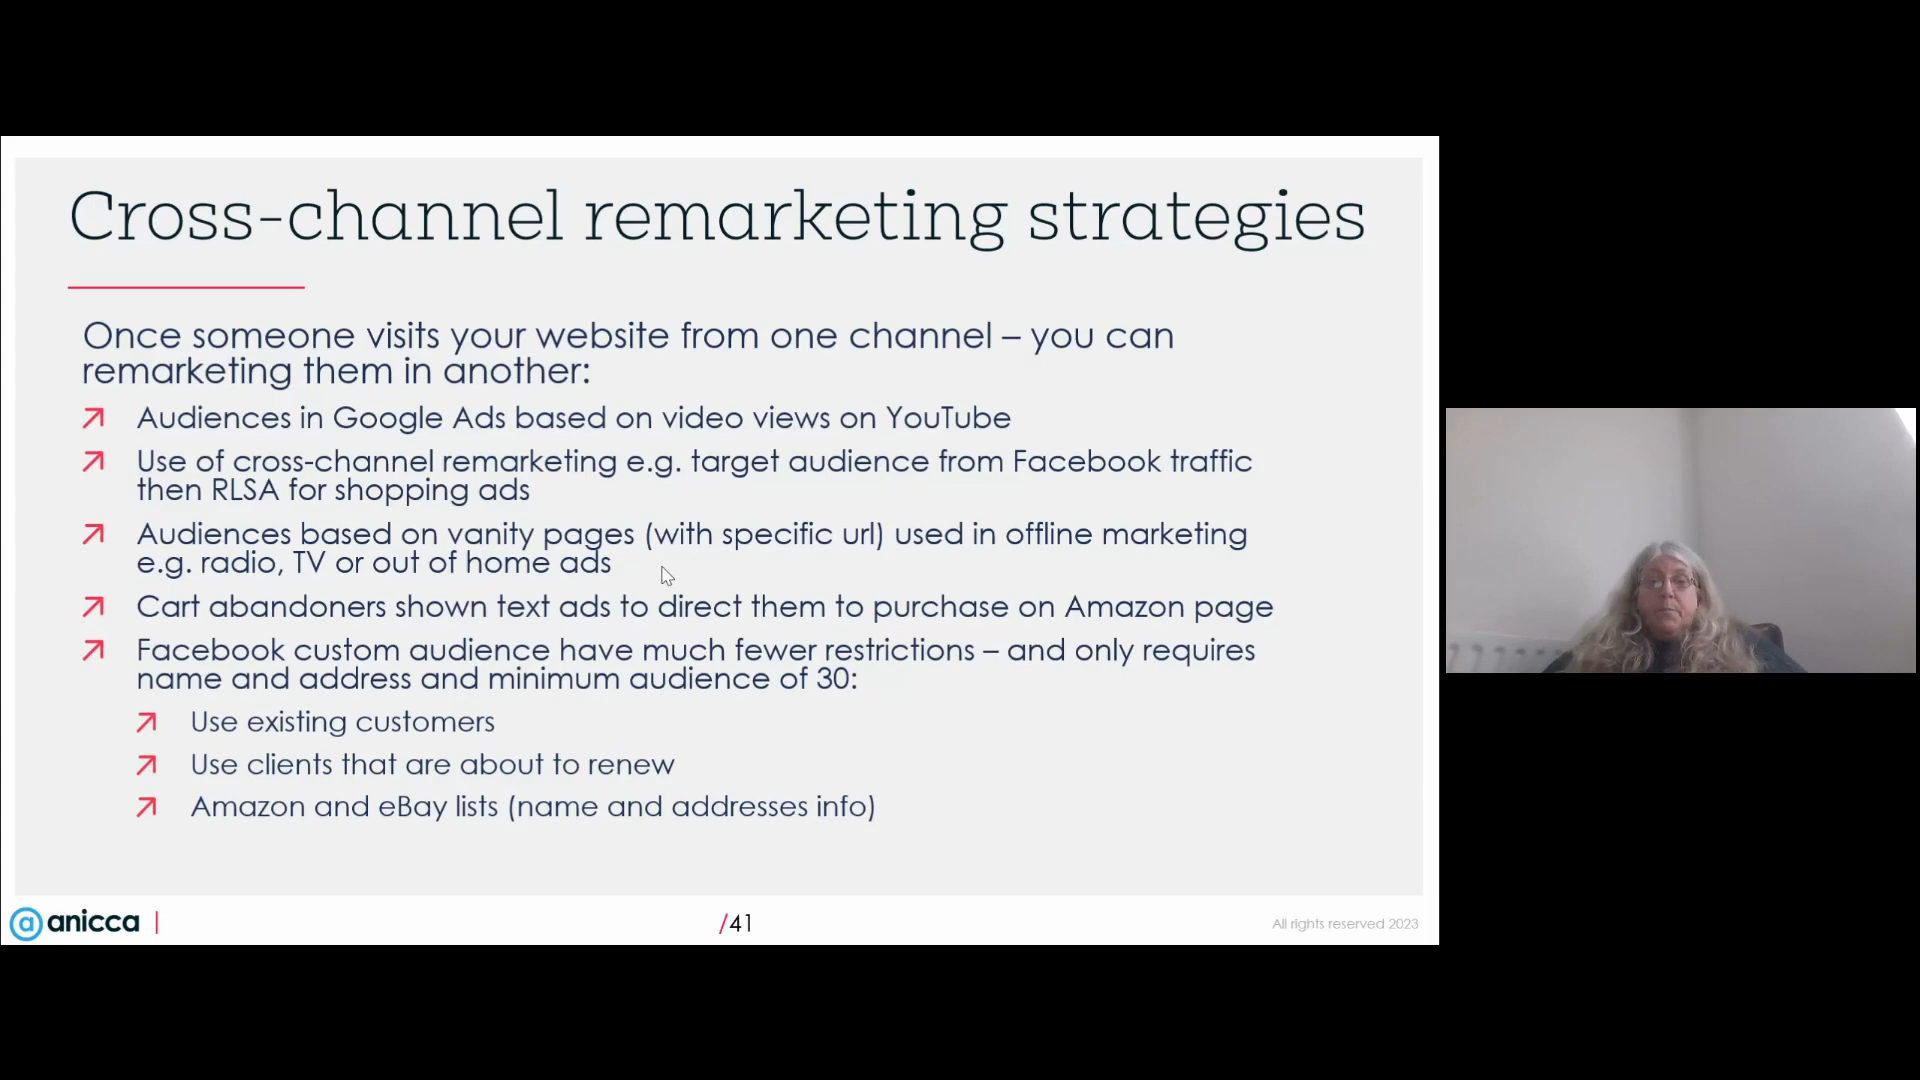 Cross-channel remarketing strategies
Once someone visits your website from one channel – you can
remarketing them in another:
Audiences in Google Ads based on video views on YouTube
Use of cross-channel remarketing e.g. target audience from Facebook traffic
then RLSA for shopping ads
Audiences based on vanity pages (with specific url) used in offline marketing
e.g. radio, TV or out of home ads
Cart abandoners shown text ads to direct them to purchase on Amazon page
Facebook custom audience have much fewer restrictions – and only requires
name and address and minimum audience of 30:
Use existing customers
Use clients that are about to renew
Amazon and eBay lists (name and addresses info)
@ anicca |
/41
All rights reserved 2023